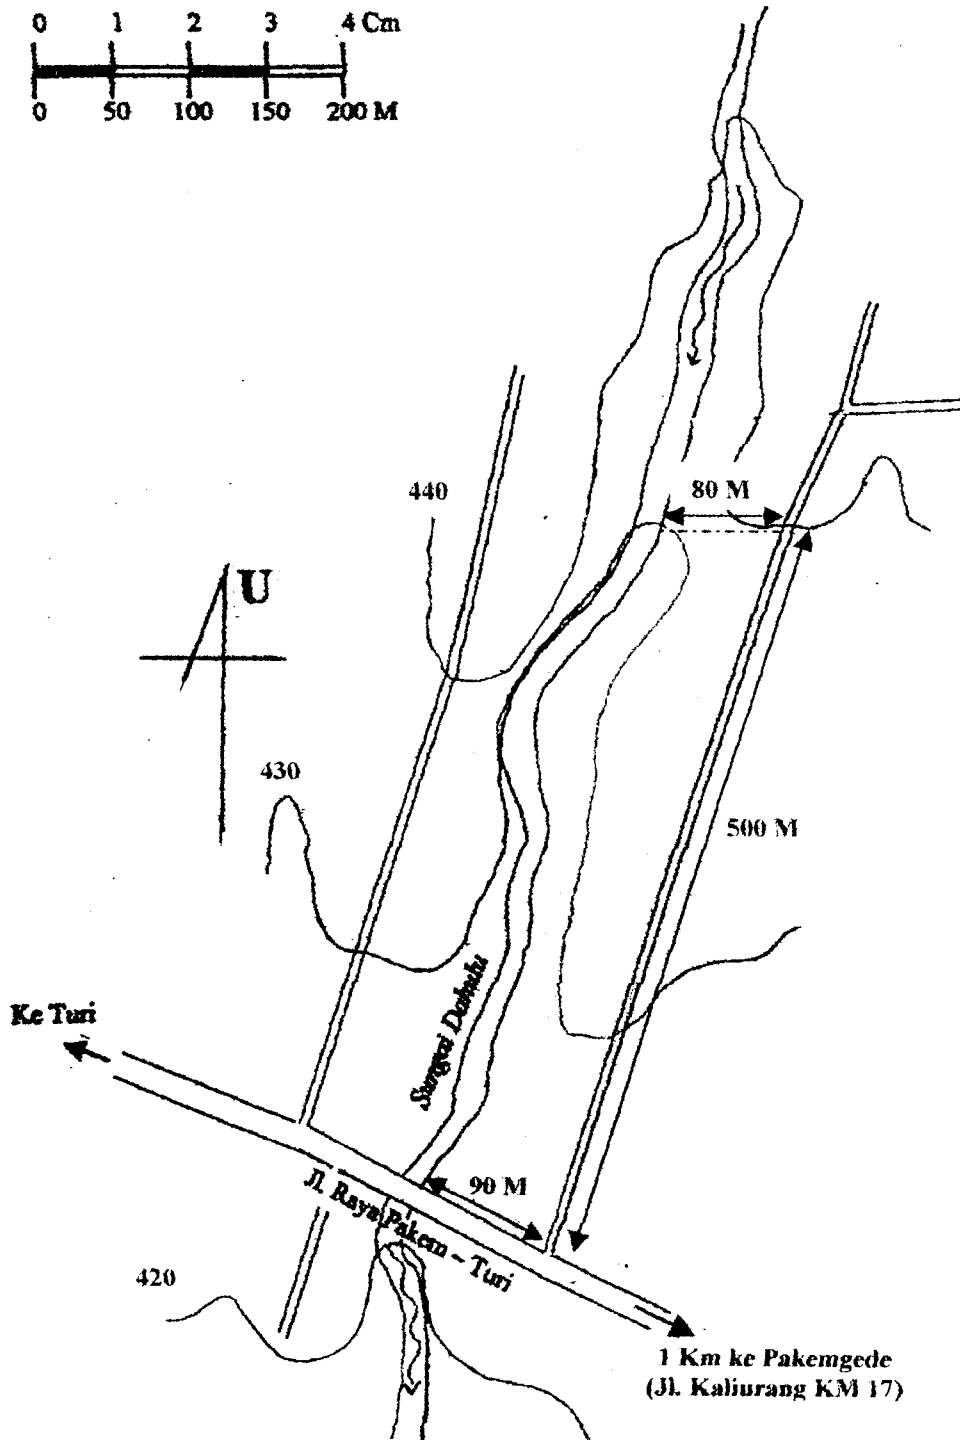 0 1 2 3 4 Cm
0 50 100 150 200 M
80 M
440
U
430
500 M
Sungai Dahulu
Ke Turi
90 M
Jl. Raya Pakem – Turi
420
1 Km ke Pakemgede
(Jl. Kaliurang KM 17)